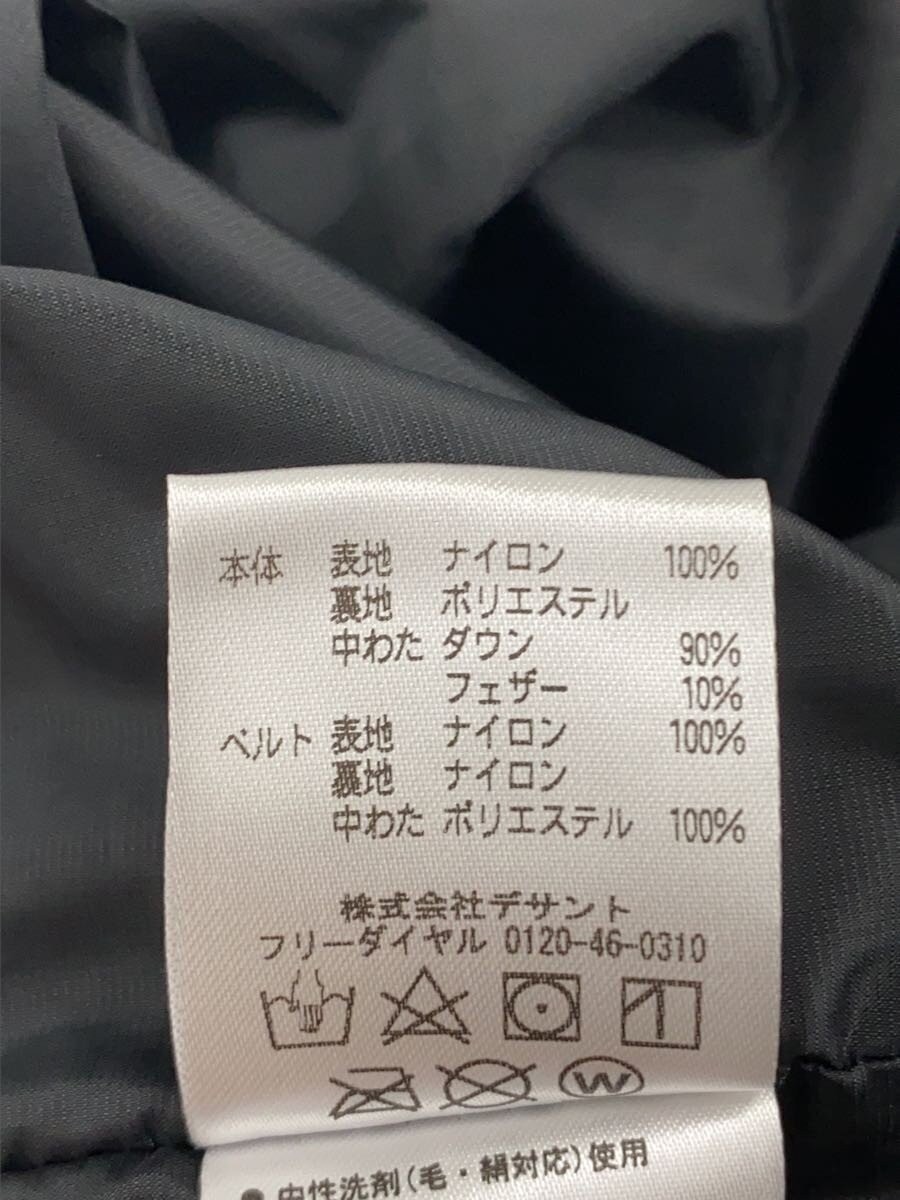 本体 表地 ナイロン 100%
裏地 ポリエステル
中わた ダウン 90%
フェザー 10%
ベルト 表地 ナイロン 100%
裏地 ナイロン
中わた ポリエステル 100%
株式会社デサント
フリーダイヤル 0120-46-0310
W
● 中性洗剤(毛・絹対応)使用